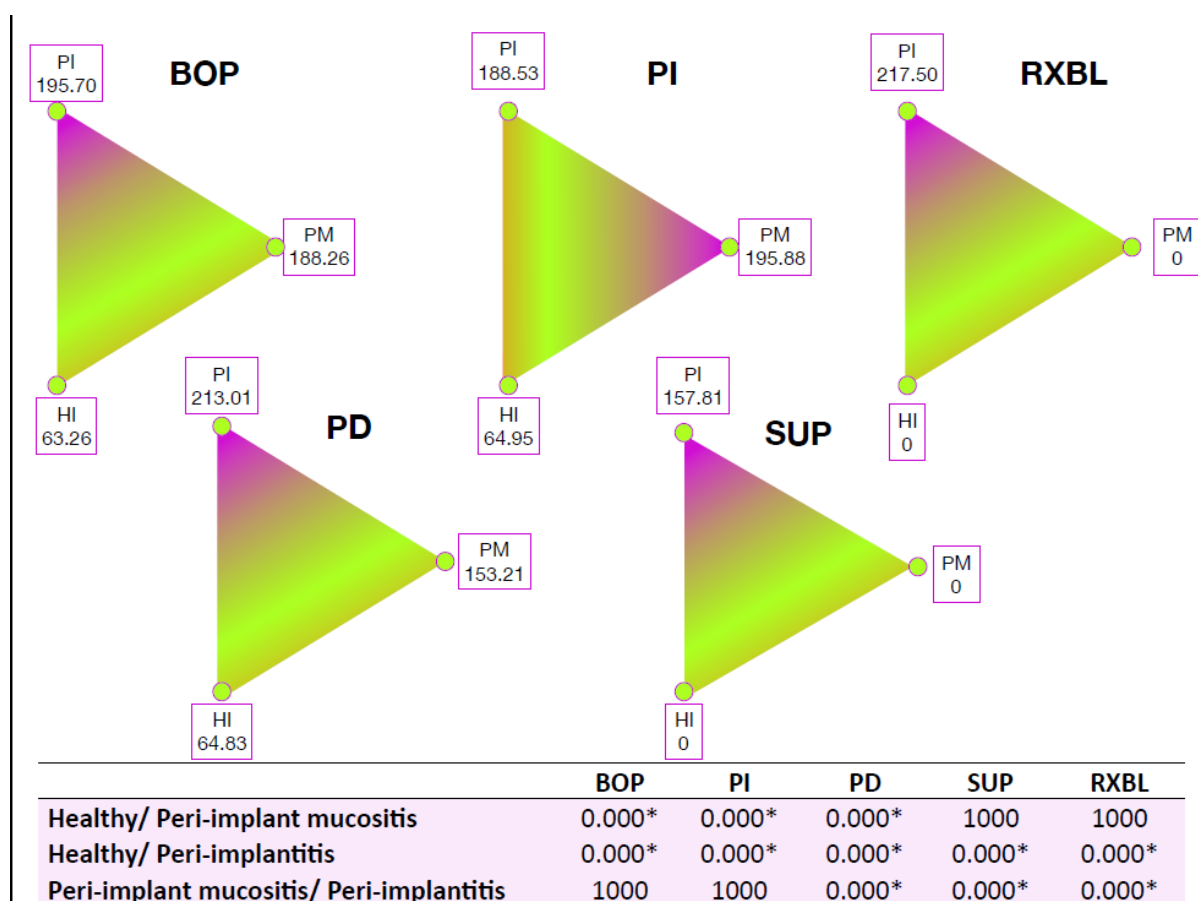 PI
195.70
BOP
PM
188.26
HI
63.26
PI
188.53
PI
PM
195.88
HI
64.95
PI
217.50
RXBL
PM
0
HI
0
PI
213.01
PD
PM
153.21
HI
64.83
PI
157.81
SUP
PM
0
HI
0
BOP PI PD SUP RXBL
Healthy/ Peri-implant mucositis 0.000* 0.000* 0.000* 1000 1000
Healthy/ Peri-implantitis 0.000* 0.000* 0.000* 0.000* 0.000*
Peri-implant mucositis/ Peri-implantitis 1000 1000 0.000* 0.000* 0.000*